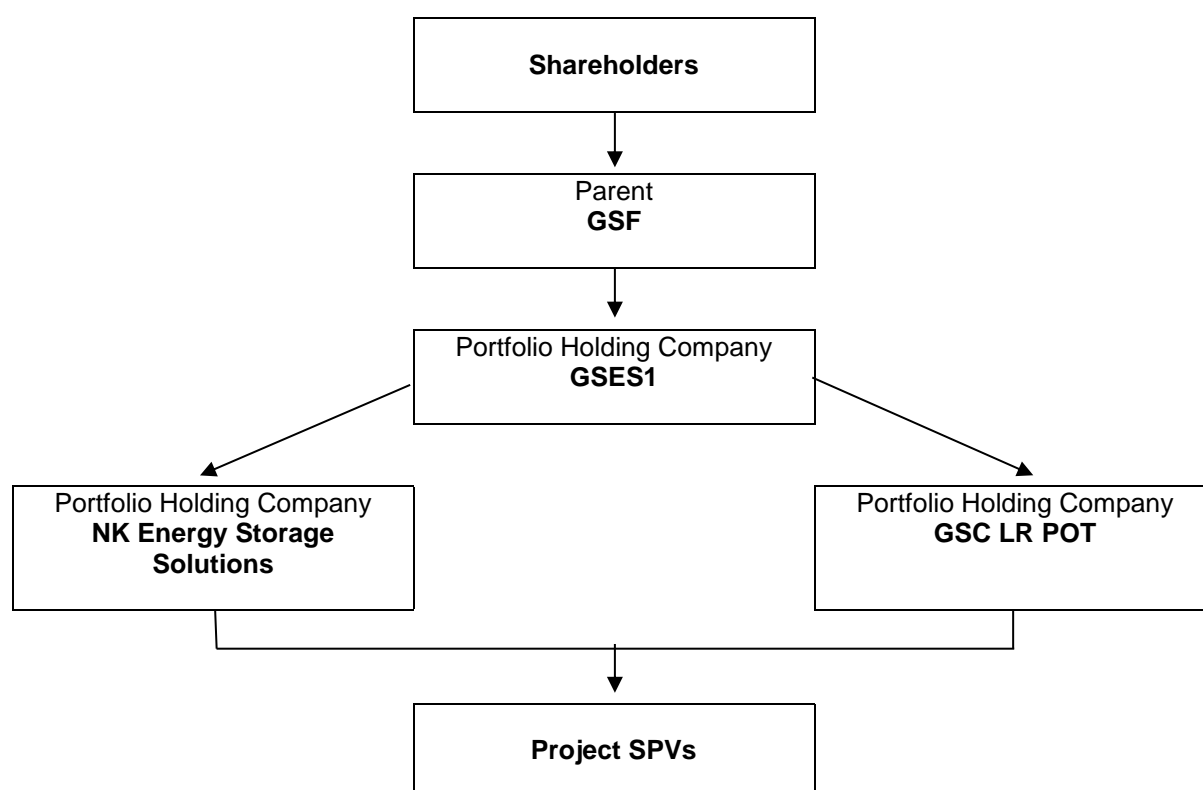 Shareholders
Parent
GSF
Portfolio Holding Company
GSES1
Portfolio Holding Company
NK Energy Storage
Solutions
Portfolio Holding Company
GSC LR POT
Project SPVs